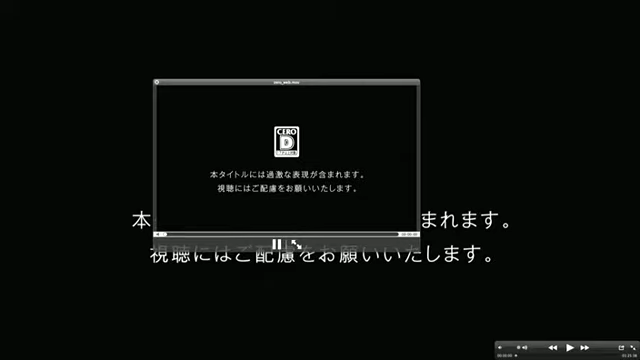 CERO
D
本タイトルには過激な表現が含まれます。
視聴にはご配慮をお願いいたします。
本
まれます。
視聴にはご配慮をお願いいたします。